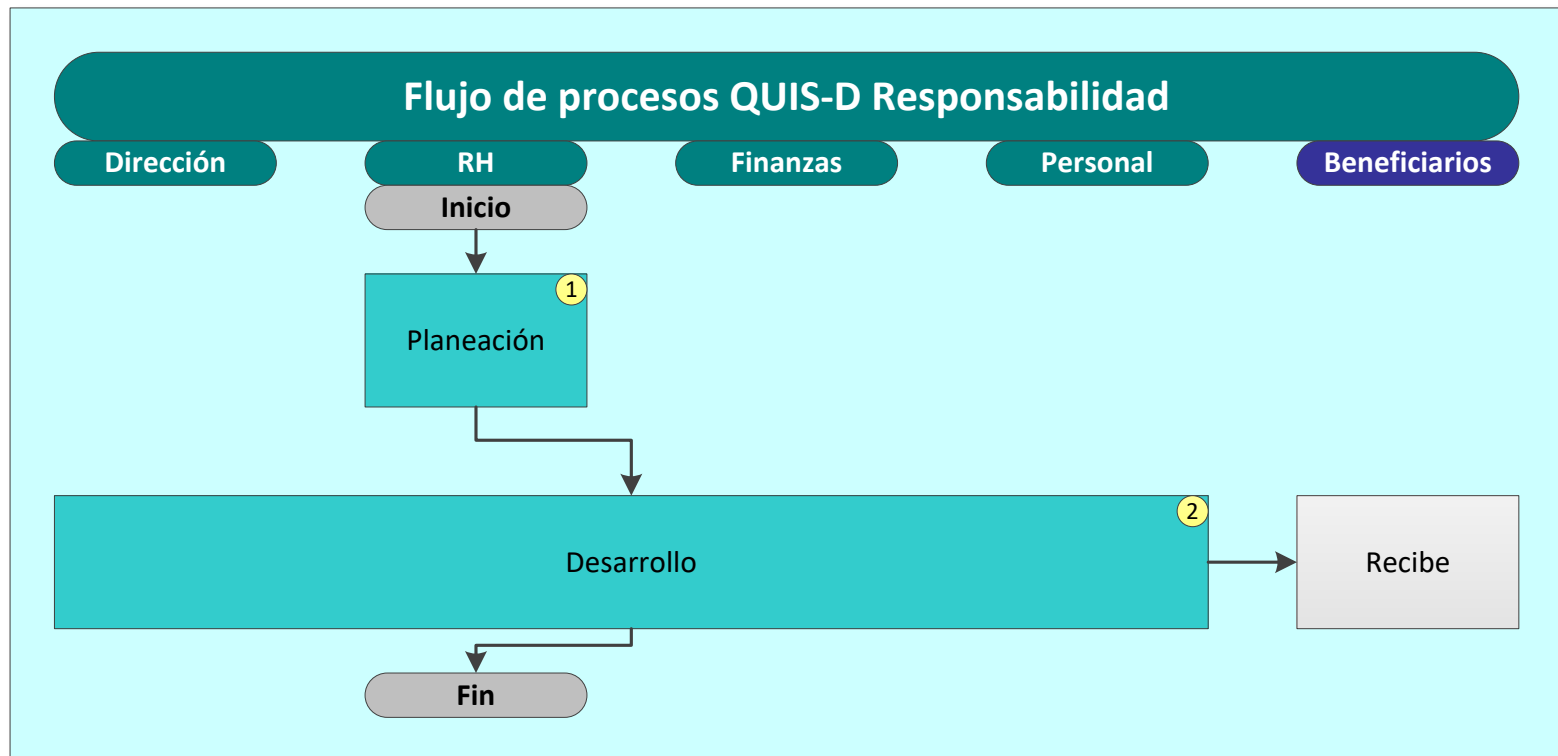 Flujo de procesos QUIS-D Responsabilidad
Dirección
RH
Finanzas
Personal
Beneficiarios
Inicio
1
Planeación
2
Desarrollo
Recibe
Fin